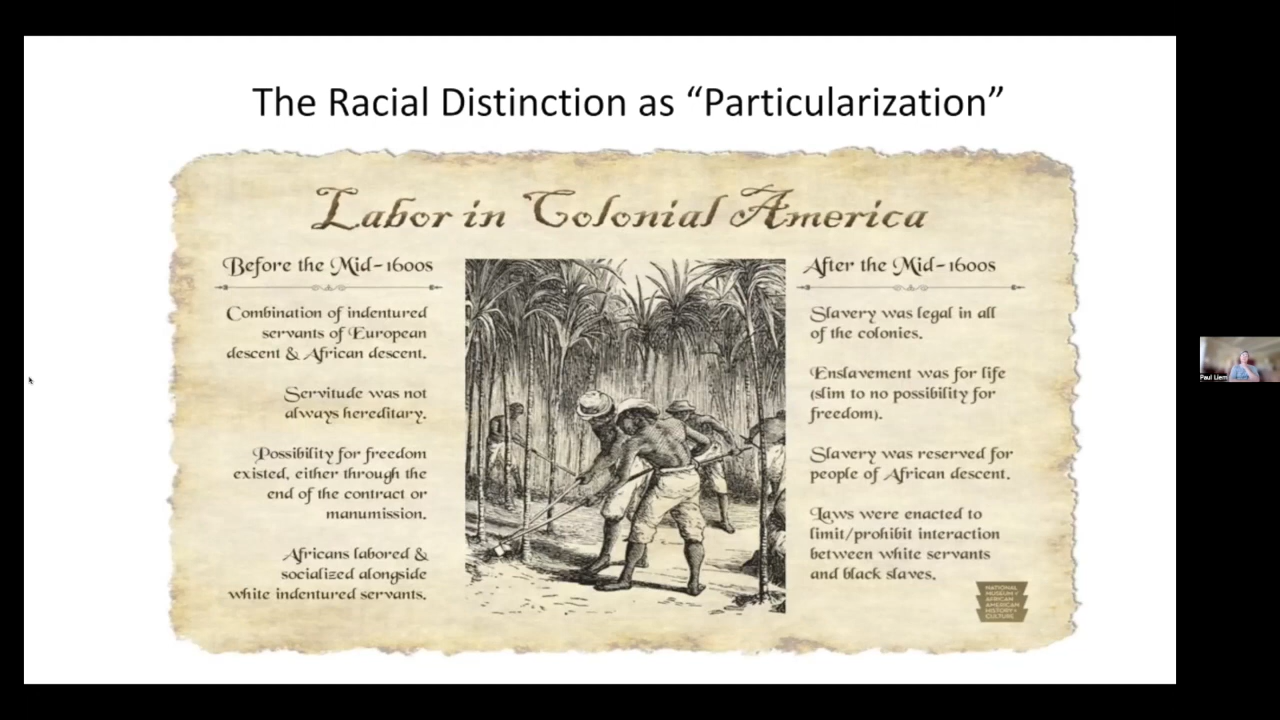 The Racial Distinction as “Particularization”
Labor in Colonial America
Before the Mid-1600s
Combination of indentured
servants of European
descent & African descent.
Servitude was not
always hereditary.
Possibility for freedom
existed, either through the
end of the contract or
manumission.
Africans labored &
socialized alongside
white indentured servants.
After the Mid-1600s
Slavery was legal in all
of the colonies.
Enslavement was for life
(slim to no possibility for
freedom).
Slavery was reserved for
people of African descent.
Laws were enacted to
limit/prohibit interaction
between white servants
and black slaves.
NATIONAL
MUSEUM of
AFRICAN
AMERICAN
HISTORY &
CULTURE
Paul